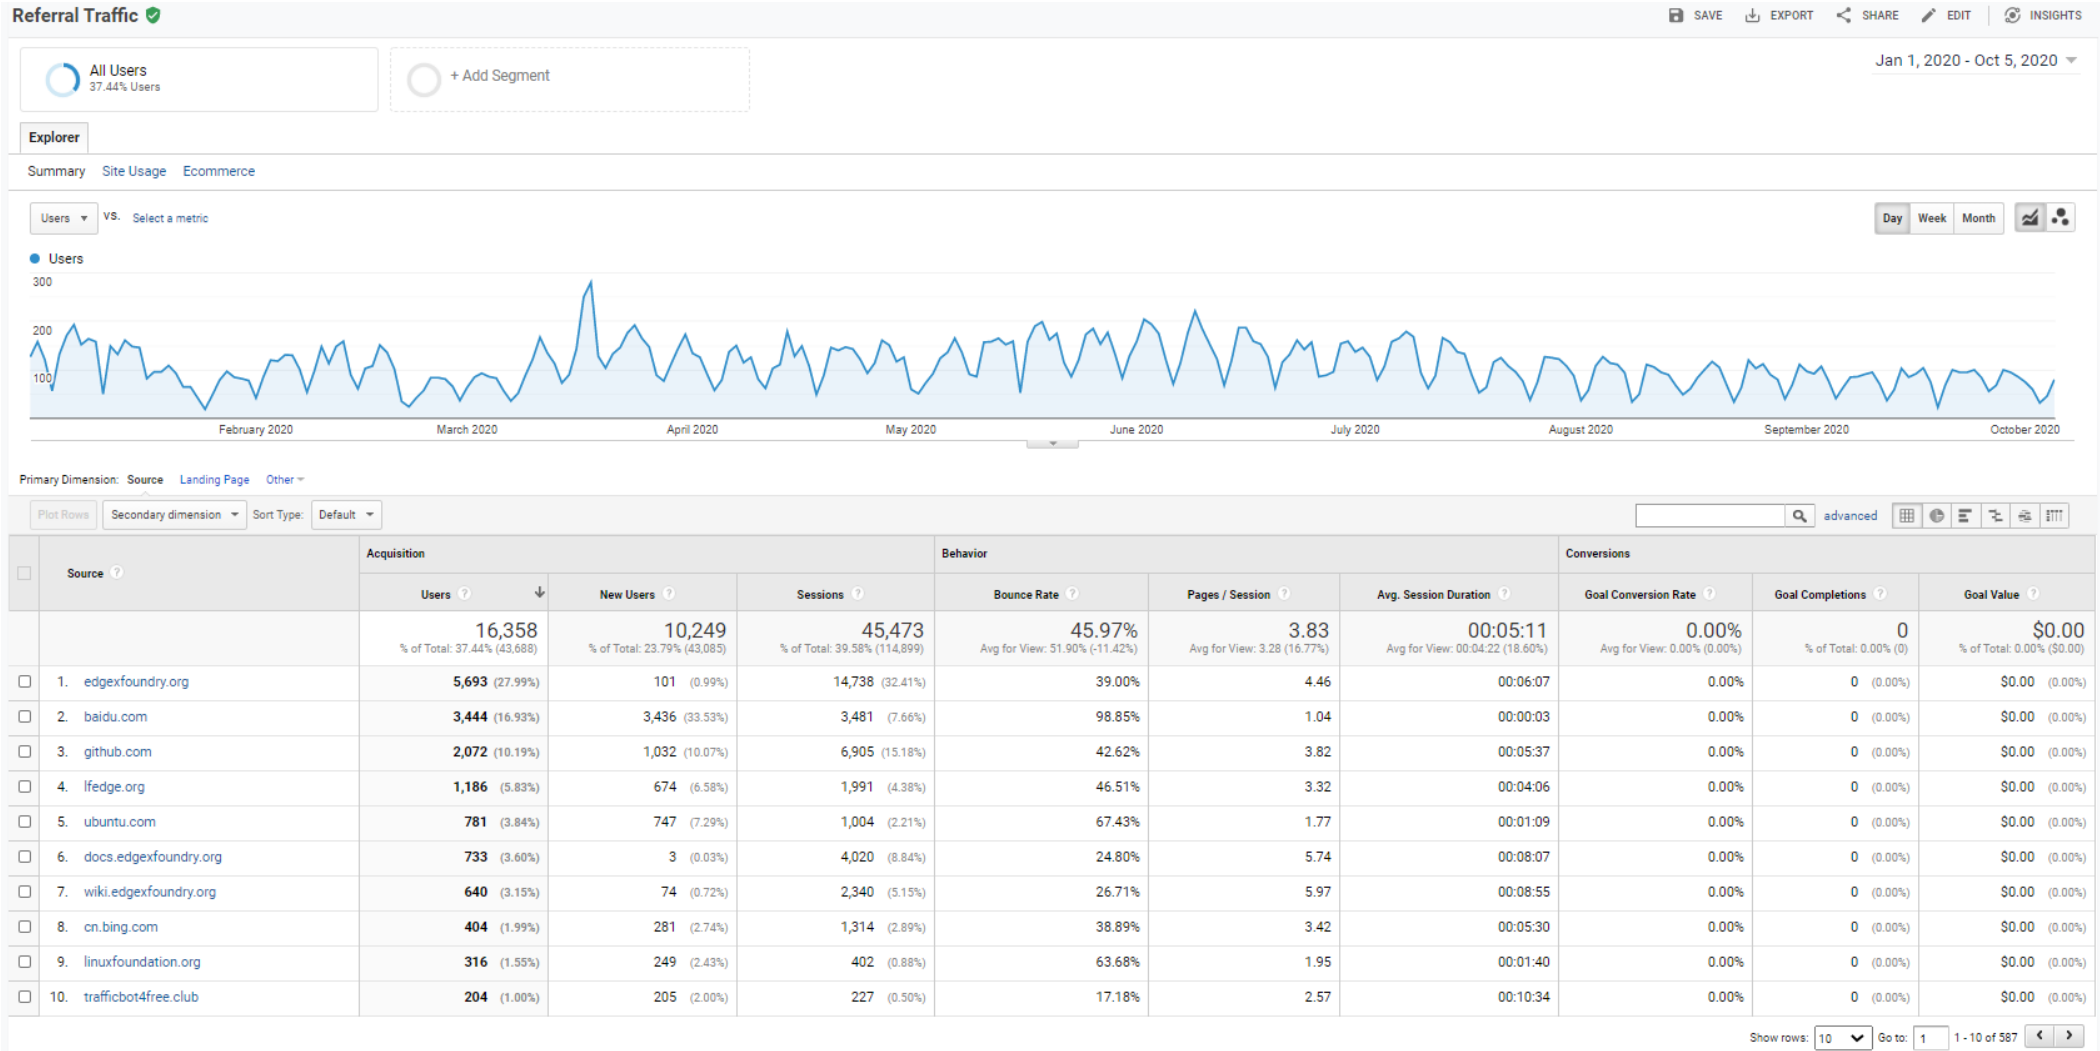 Referral Traffic
SAVE EXPORT SHARE EDIT INSIGHTS
All Users
37.44% Users
+ Add Segment
Jan 1, 2020 - Oct 5, 2020
Explorer
Summary Site Usage Ecommerce
Users VS. Select a metric
Day Week Month
Users
300
200
100
February 2020 March 2020 April 2020 May 2020 June 2020 July 2020 August 2020 September 2020 October 2020
Primary Dimension: Source Landing Page Other
Plot Rows Secondary dimension Sort Type: Default advanced
Source Acquisition Behavior Conversions
Users New Users Sessions Bounce Rate Pages / Session Avg. Session Duration Goal Conversion Rate Goal Completions Goal Value
16,358 10,249 45,473 45.97% 3.83 00:05:11 0.00% 0 $0.00
% of Total: 37.44% (43,688) % of Total: 23.79% (43,085) % of Total: 39.58% (114,899) Avg for View: 51.90% (-11.42%) Avg for View: 3.28 (16.77%) Avg for View: 00:04:22 (18.60%) Avg for View: 0.00% (0.00%) % of Total: 0.00% (0) % of Total: 0.00% ($0.00)
1. edgexfoundry.org 5,693 (27.99%) 101 (0.99%) 14,738 (32.41%) 39.00% 4.46 00:06:07 0.00% 0 (0.00%) $0.00 (0.00%)
2. baidu.com 3,444 (16.93%) 3,436 (33.53%) 3,481 (7.66%) 98.85% 1.04 00:00:03 0.00% 0 (0.00%) $0.00 (0.00%)
3. github.com 2,072 (10.19%) 1,032 (10.07%) 6,905 (15.18%) 42.62% 3.82 00:05:37 0.00% 0 (0.00%) $0.00 (0.00%)
4. lfedge.org 1,186 (5.83%) 674 (6.58%) 1,991 (4.38%) 46.51% 3.32 00:04:06 0.00% 0 (0.00%) $0.00 (0.00%)
5. ubuntu.com 781 (3.84%) 747 (7.29%) 1,004 (2.21%) 67.43% 1.77 00:01:09 0.00% 0 (0.00%) $0.00 (0.00%)
6. docs.edgexfoundry.org 733 (3.60%) 3 (0.03%) 4,020 (8.84%) 24.80% 5.74 00:08:07 0.00% 0 (0.00%) $0.00 (0.00%)
7. wiki.edgexfoundry.org 640 (3.15%) 74 (0.72%) 2,340 (5.15%) 26.71% 5.97 00:08:55 0.00% 0 (0.00%) $0.00 (0.00%)
8. cn.bing.com 404 (1.99%) 281 (2.74%) 1,314 (2.89%) 38.89% 3.42 00:05:30 0.00% 0 (0.00%) $0.00 (0.00%)
9. linuxfoundation.org 316 (1.55%) 249 (2.43%) 402 (0.88%) 63.68% 1.95 00:01:40 0.00% 0 (0.00%) $0.00 (0.00%)
10. trafficbot4free.club 204 (1.00%) 205 (2.00%) 227 (0.50%) 17.18% 2.57 00:10:34 0.00% 0 (0.00%) $0.00 (0.00%)
Show rows: 10 Go to: 1 1 - 10 of 587